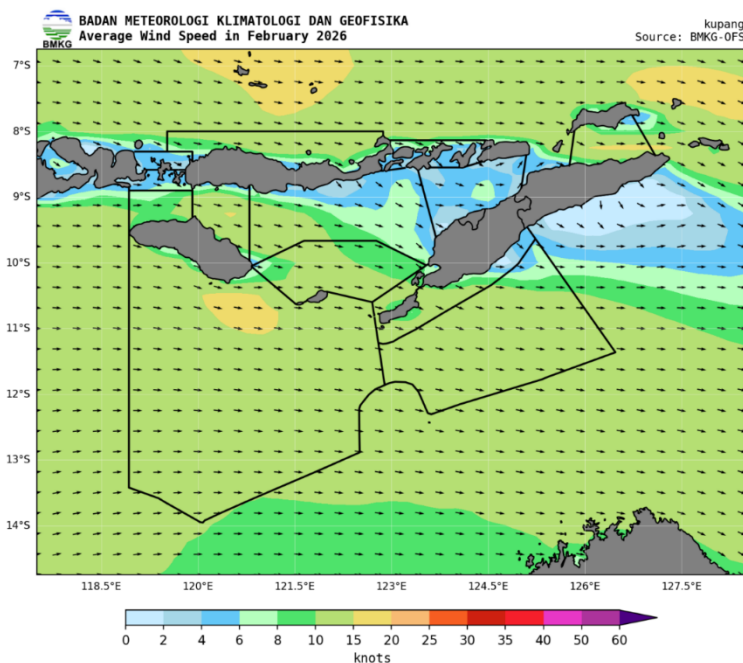 BADAN METEOROLOGI KLIMATOLOGI DAN GEOFISIKA
Average Wind Speed in February 2026
BMKG
kupang
Source: BMKG-OFS
7°S
8°S
9°S
10°S
11°S
12°S
13°S
14°S
118.5°E 120°E 121.5°E 123°E 124.5°E 126°E 127.5°E
0 2 4 6 8 10 15 20 25 30 35 40 50 60
knots